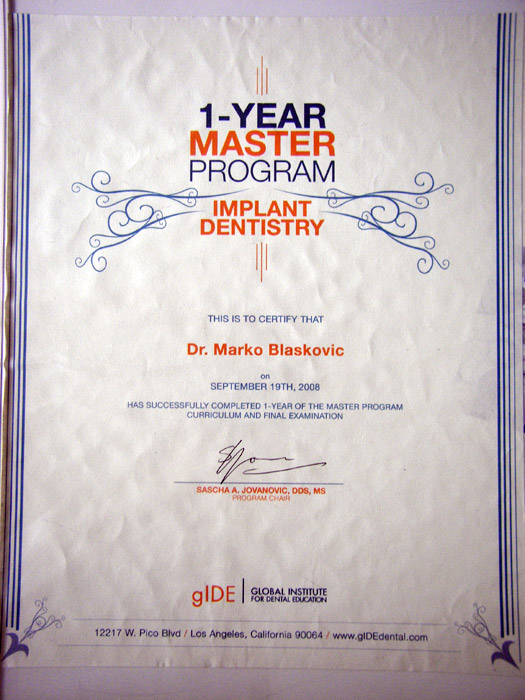 1-YEAR
MASTER
PROGRAM
IMPLANT
DENTISTRY
THIS IS TO CERTIFY THAT
Dr. Marko Blaskovic
on
SEPTEMBER 19TH, 2008
HAS SUCCESSFULLY COMPLETED 1-YEAR OF THE MASTER PROGRAM
CURRICULUM AND FINAL EXAMINATION
SASCHA A. JOVANOVIC, DDS, MS
PROGRAM CHAIR
gIDE | GLOBAL INSTITUTE
FOR DENTAL EDUCATION
12217 W. Pico Blvd / Los Angeles, California 90064 / www.gIDEdental.com